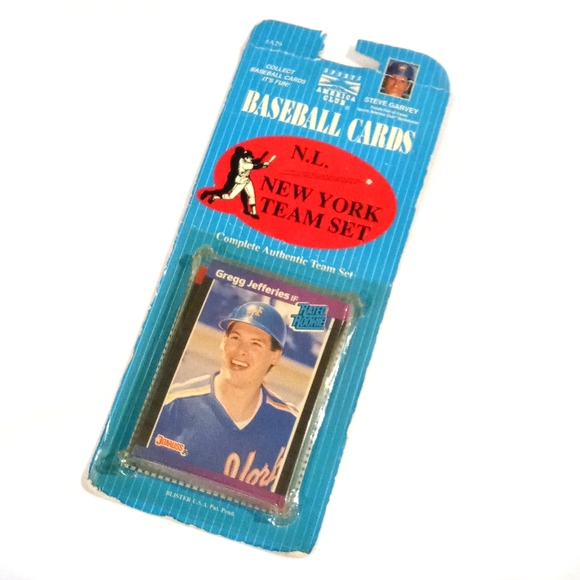 COLLECT
BASEBALL CARDS
IT'S FUN!
SPORTS
AMERICA
CLUB
STEVE GARVEY
BASEBALL CARDS
N.L.
NEW YORK
TEAM SET
Complete Authentic Team Set
Gregg Jefferies IF
RATED
ROOKIE
DONRUSS
York
BLISTER U.S.A. Pat. Pend.